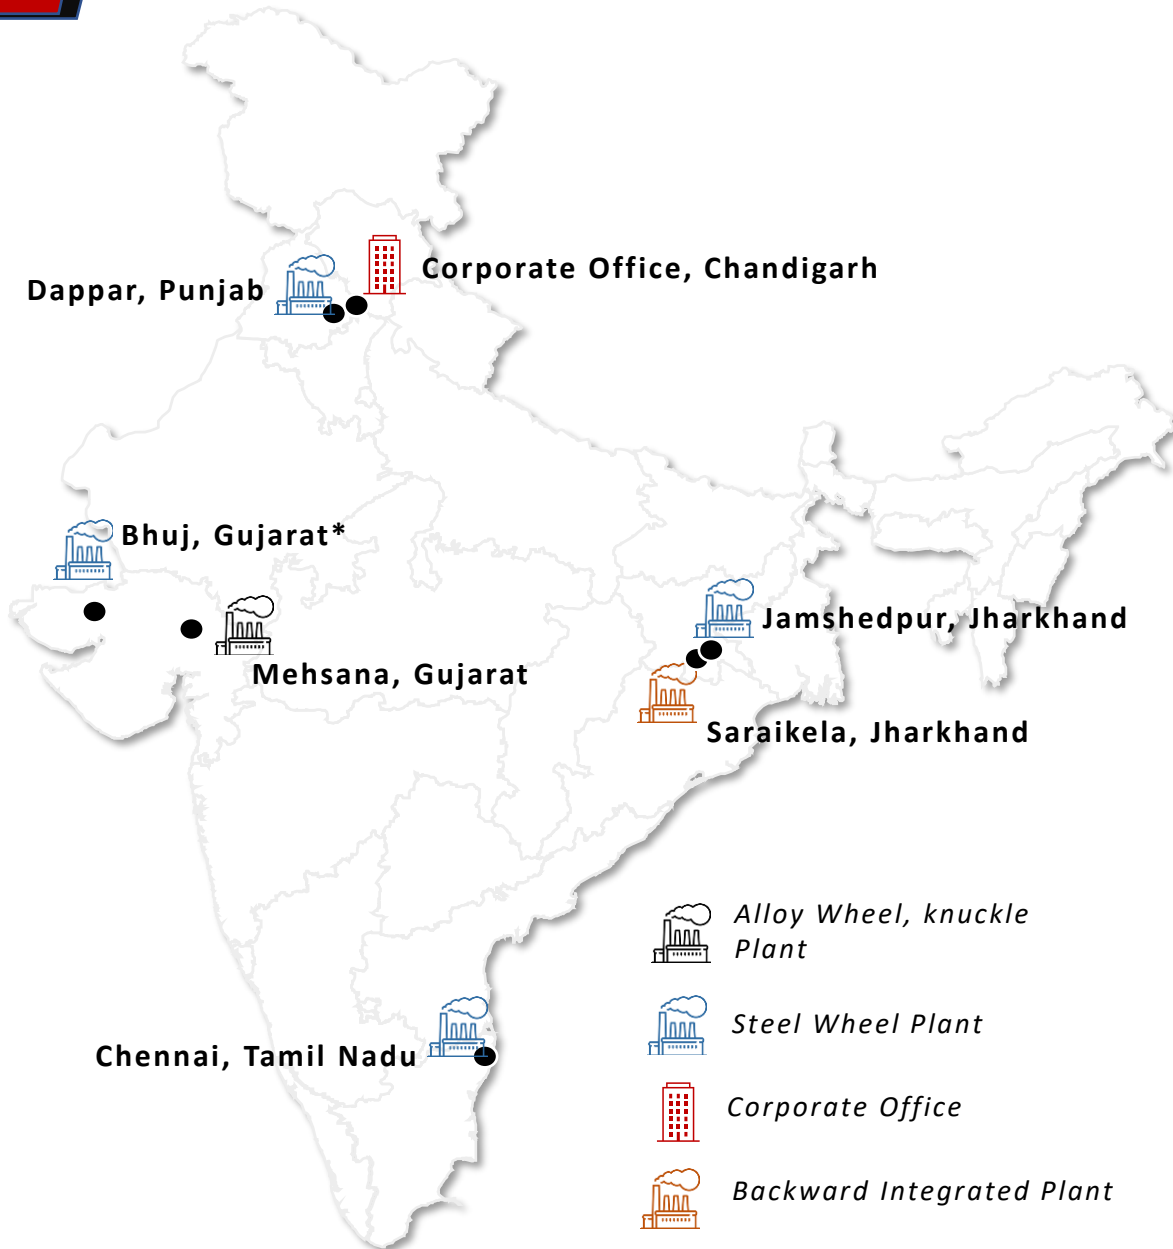 Corporate Office, Chandigarh
Dappar, Punjab
Bhuj, Gujarat*
Mehsana, Gujarat
Jamshedpur, Jharkhand
Saraikela, Jharkhand
Chennai, Tamil Nadu
Alloy Wheel, knuckle
Plant
Steel Wheel Plant
Corporate Office
Backward Integrated Plant